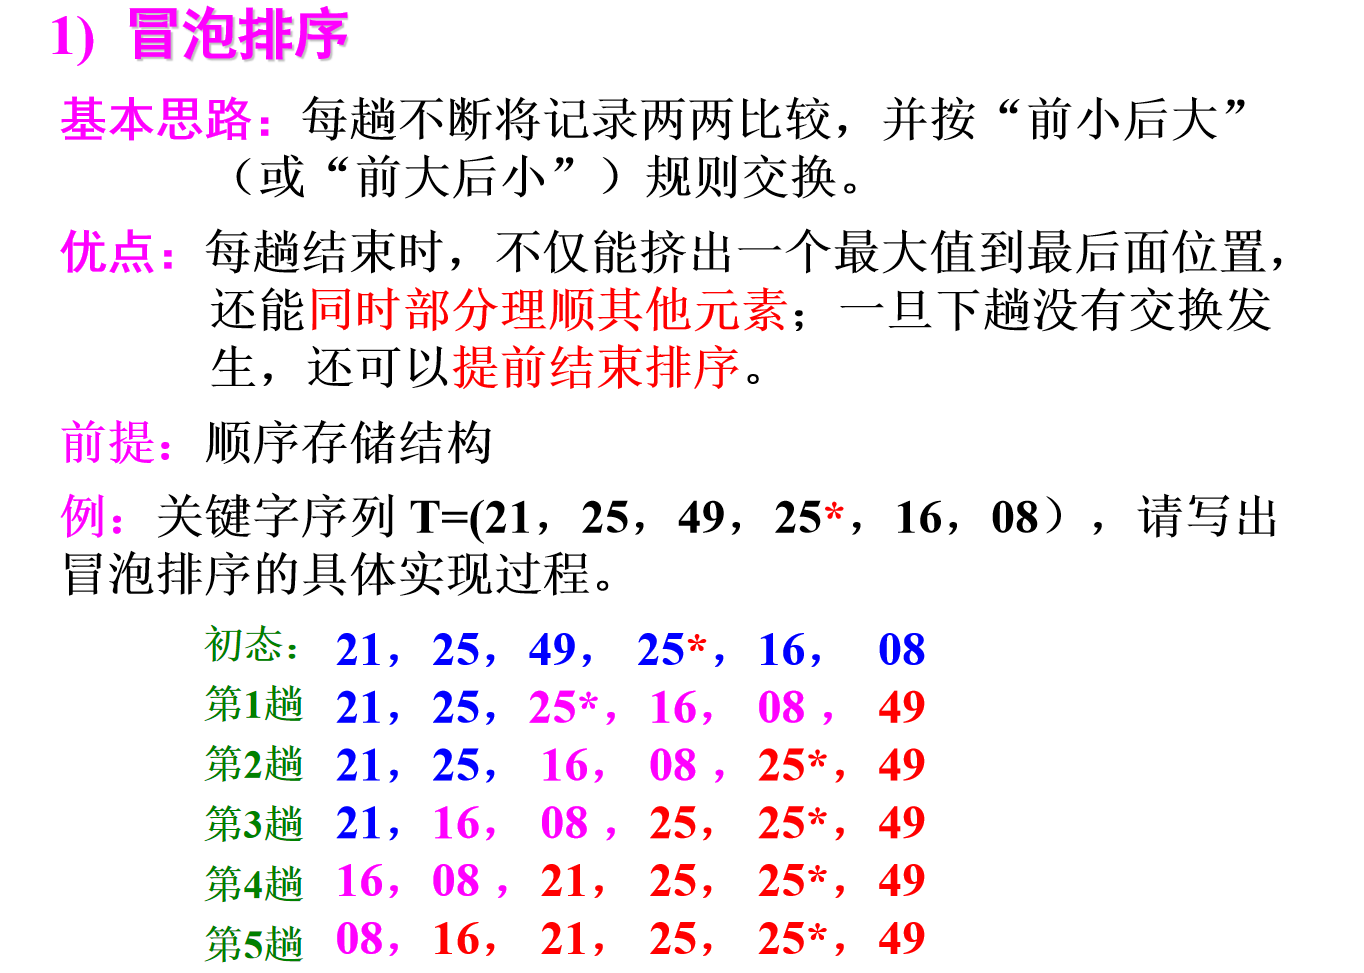 1) 冒泡排序
基本思路：每趟不断将记录两两比较，并按“前小后大”
（或“前大后小”）规则交换。
优点：每趟结束时，不仅能挤出一个最大值到最后面位置，
还能同时部分理顺其他元素；一旦下趟没有交换发
生，还可以提前结束排序。
前提：顺序存储结构
例：关键字序列 T=(21，25，49，25*，16，08），请写出
冒泡排序的具体实现过程。
初态： 21，25，49， 25*，16， 08
第1趟 21，25，25*，16， 08 ， 49
第2趟 21，25， 16， 08 ，25*，49
第3趟 21，16， 08 ，25， 25*，49
第4趟 16，08 ，21， 25， 25*，49
第5趟 08，16， 21， 25， 25*，49